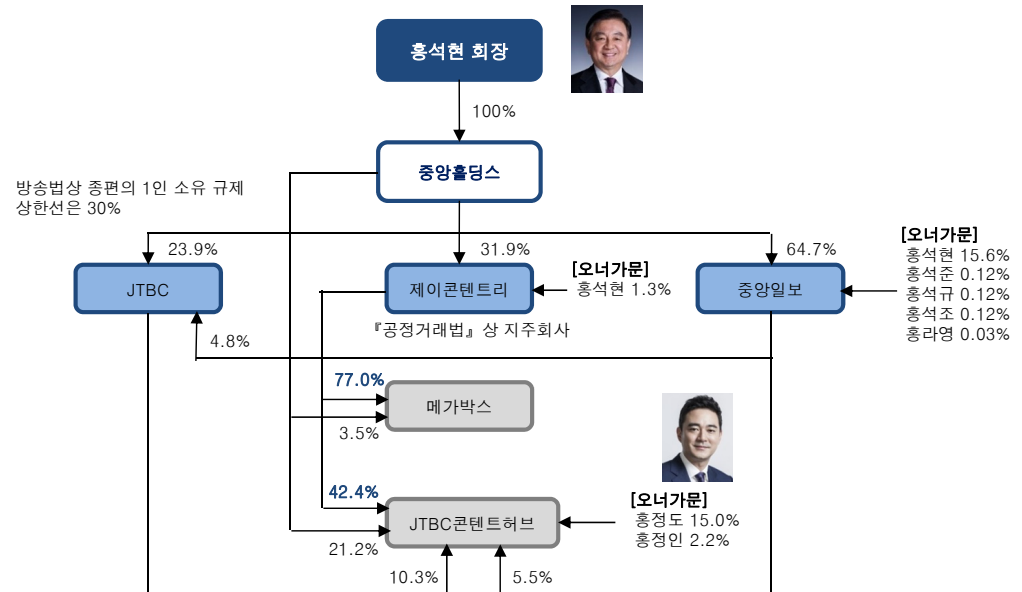 홍석현 회장
100%
중앙홀딩스
방송법상 종편의 1인 소유 규제
상한선은 30%
23.9%
31.9%
64.7%
[오너가문]
홍석현 15.6%
홍석준 0.12%
홍석규 0.12%
홍석조 0.12%
홍라영 0.03%
JTBC
제이콘텐트리
[오너가문]
홍석현 1.3%
중앙일보
『공정거래법』상 지주회사
4.8%
77.0%
메가박스
3.5%
42.4%
JTBC콘텐트허브
[오너가문]
홍정도 15.0%
홍정인 2.2%
21.2%
10.3%
5.5%